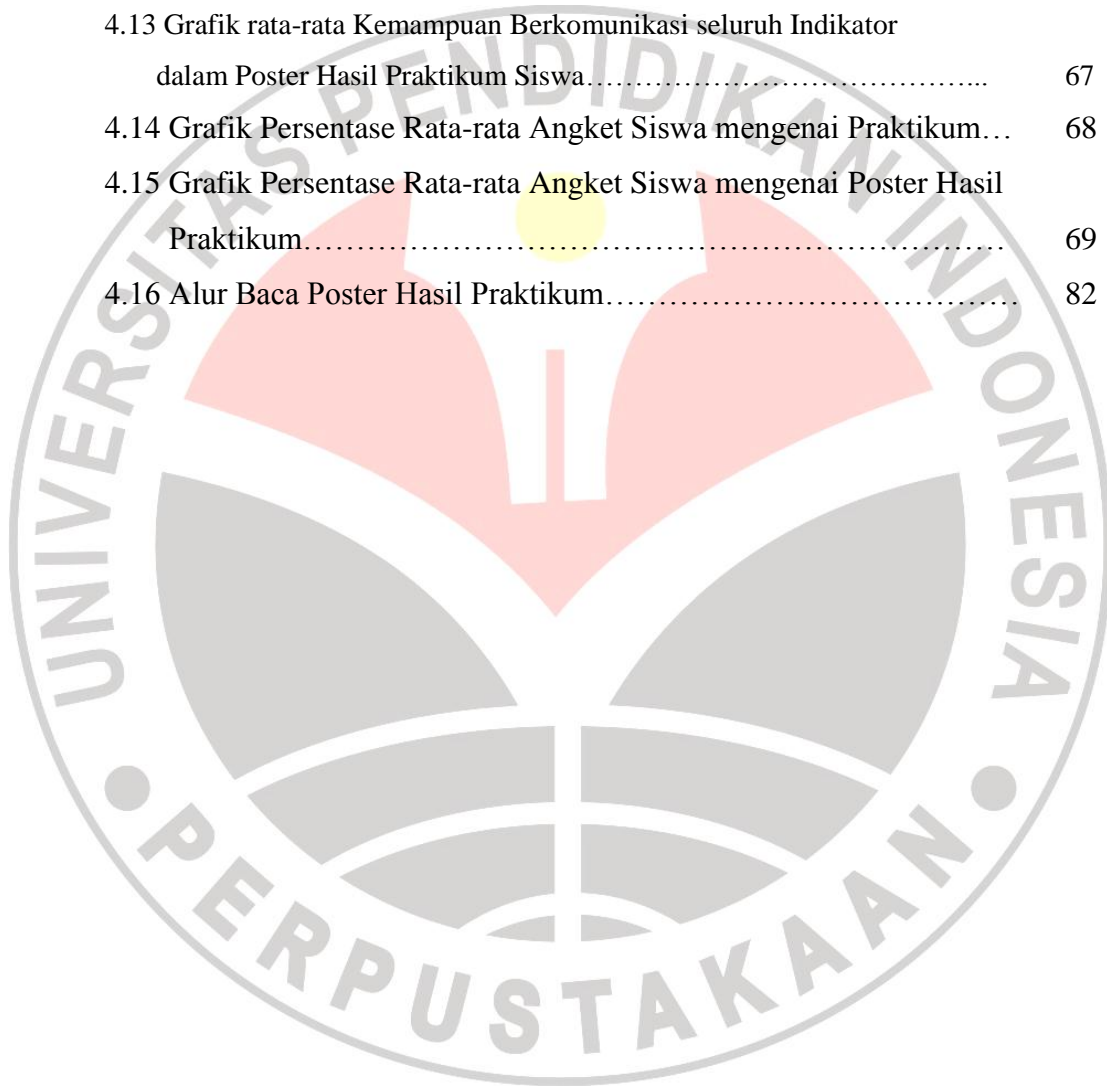 4.13 Grafik rata-rata Kemampuan Berkomunikasi seluruh Indikator
dalam Poster Hasil Praktikum Siswa…………………………………... 67
4.14 Grafik Persentase Rata-rata Angket Siswa mengenai Praktikum… 68
4.15 Grafik Persentase Rata-rata Angket Siswa mengenai Poster Hasil
Praktikum………………………………………………………… 69
4.16 Alur Baca Poster Hasil Praktikum………………………………… 82
UNIVERSITAS PENDIDIKAN INDONESIA
PERPUSTAKAAN